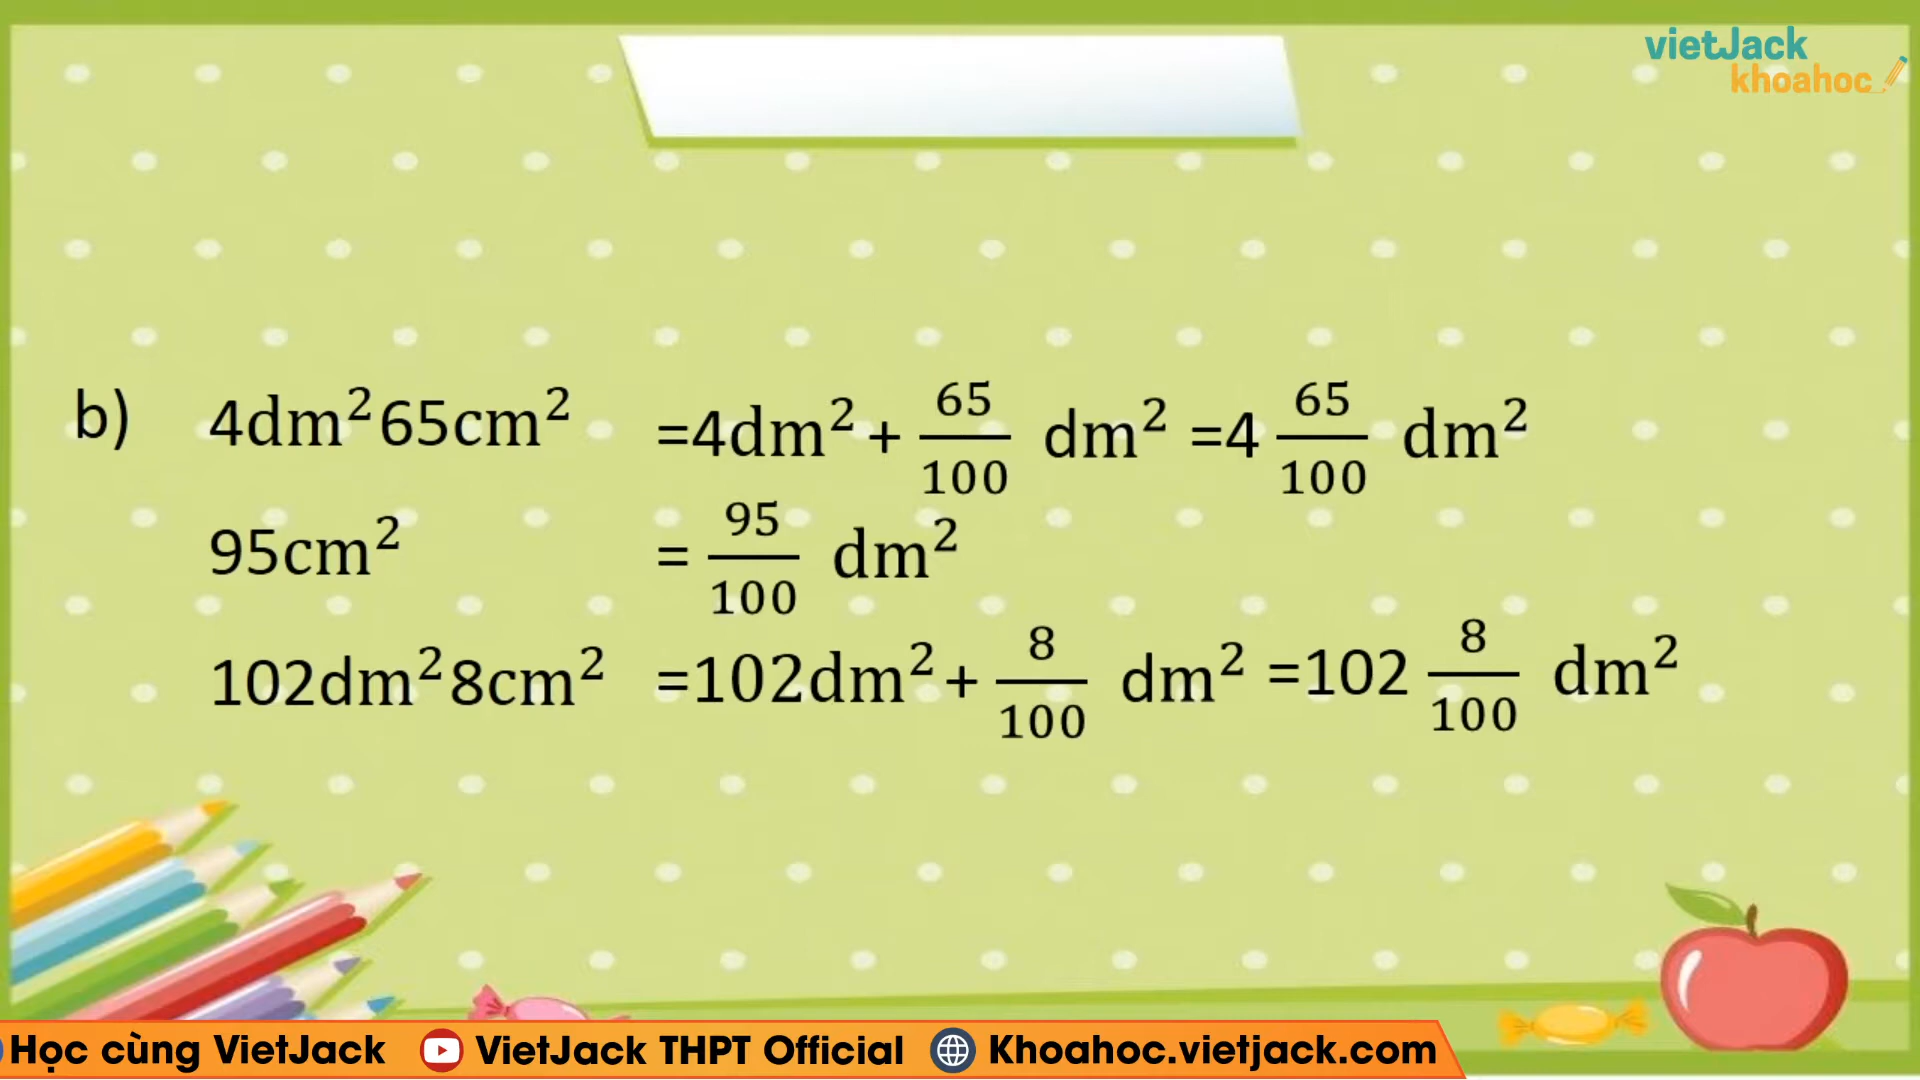 vietJack
khoahoc
b) 4dm²65cm² =4dm² + 65/100 dm² =4 65/100 dm²
95cm² = 95/100 dm²
102dm²8cm² =102dm² + 8/100 dm² =102 8/100 dm²
Học cùng VietJack VietJack THPT Official Khoahoc.vietjack.com